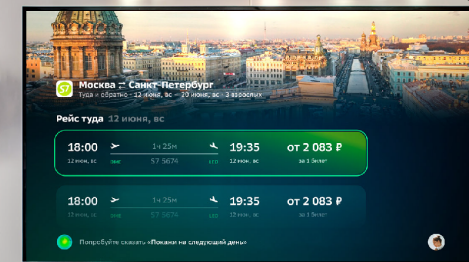 Москва ⇄ Санкт-Петербург
Туда и обратно · 12 июня, вс — 20 июня, вс · 3 взрослых
Рейс туда 12 июня, вс
18:00 1ч 25м 19:35 от 2 083 ₽
12 июн, вс S7 5674 12 июн, вс за 1 билет
18:00 1ч 25м 19:35 от 2 083 ₽
12 июн, вс S7 5674 12 июн, вс за 1 билет
Попробуйте сказать «Покажи на следующий день»